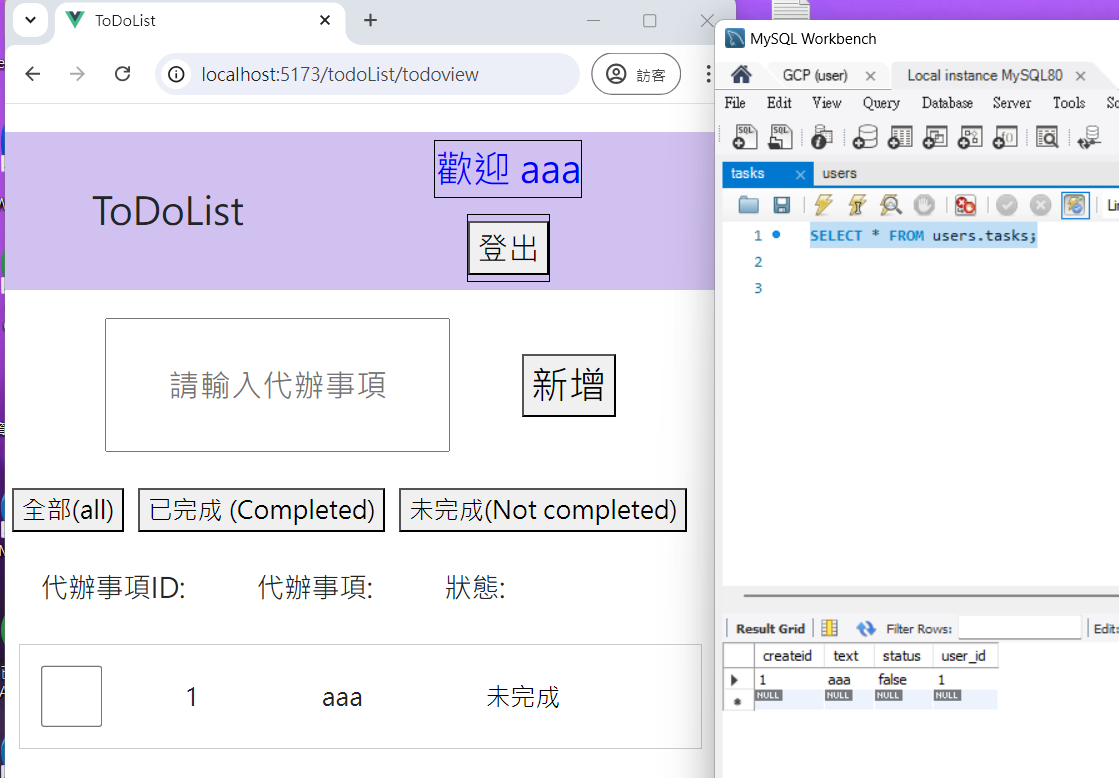 ToDoList
localhost:5173/todoList/todoview
訪客
ToDoList
歡迎 aaa
登出
請輸入代辦事項
新增
全部(all)
已完成 (Completed)
未完成(Not completed)
代辦事項ID:
代辦事項:
狀態:
1
aaa
未完成
MySQL Workbench
GCP (user)
Local instance MySQL80
File Edit View Query Database Server Tools
tasks
users
1 SELECT * FROM users.tasks;
2
3
Result Grid
Filter Rows:
Edit:
createid text status user_id
1 aaa false 1
NULL NULL NULL NULL